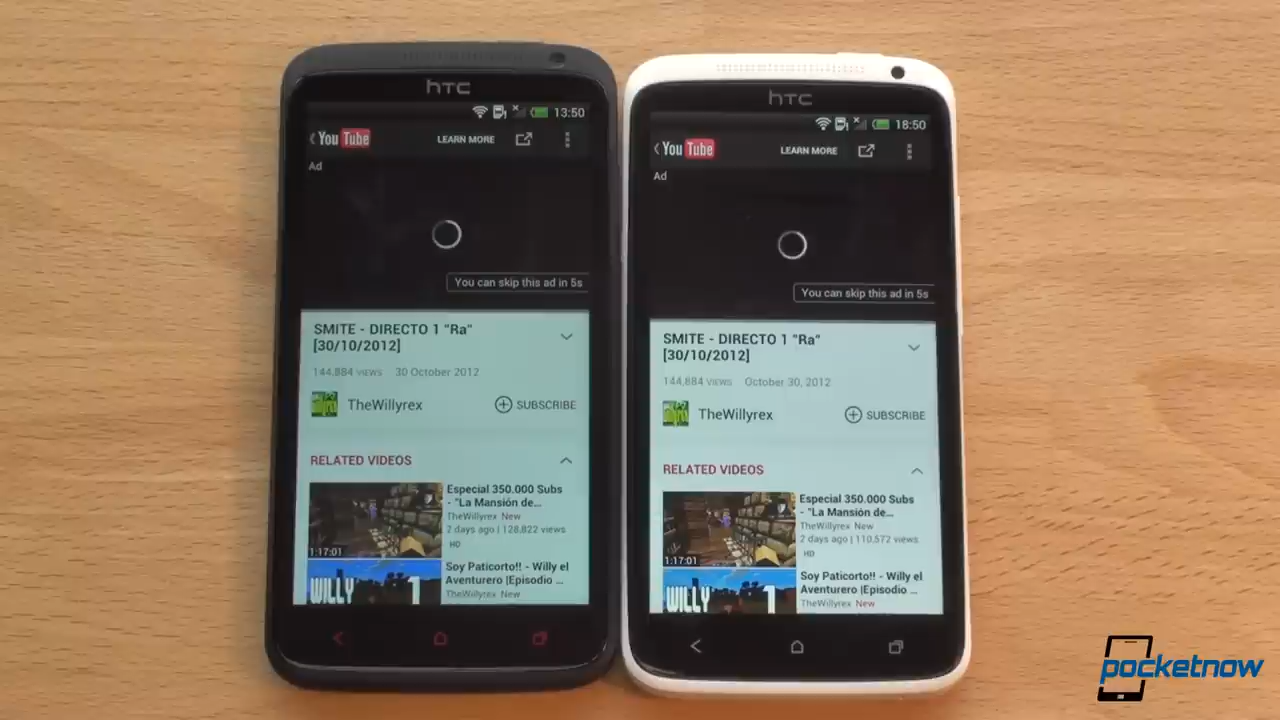 hTC
13:50
You Tube
LEARN MORE
Ad
You can skip this ad in 5s
SMITE - DIRECTO 1 "Ra"
[30/10/2012]
144,884 VIEWS 30 October 2012
TheWillyrex
SUBSCRIBE
RELATED VIDEOS
1:17:01
Especial 350.000 Subs
- "La Mansión de...
TheWillyrex New
2 days ago | 128,822 views
HD
WILLY 1
Soy Paticorto!! - Willy el
Aventurero |Episodio ...
TheWillyrex New
hTC
18:50
You Tube
LEARN MORE
Ad
You can skip this ad in 5s
SMITE - DIRECTO 1 "Ra"
[30/10/2012]
144,884 VIEWS October 30, 2012
TheWillyrex
SUBSCRIBE
RELATED VIDEOS
1:17:01
Especial 350.000 Subs
- "La Mansión de...
TheWillyrex New
2 days ago | 110,572 views
HD
WILLY 1
Soy Paticorto!! - Willy el
Aventurero |Episodio ...
TheWillyrex New
pocketnow